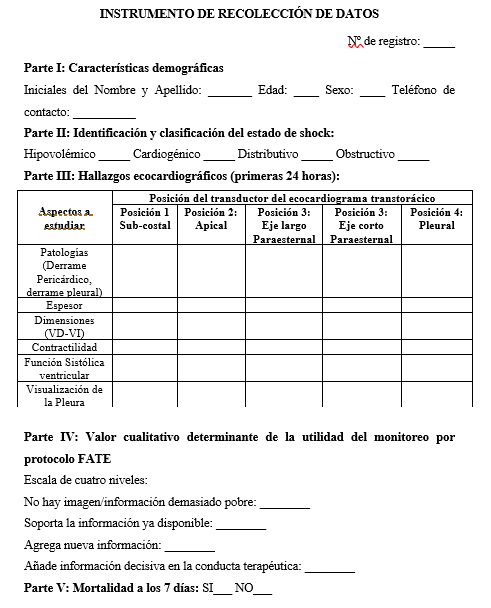 INSTRUMENTO DE RECOLECCIÓN DE DATOS
Nº de registro: _____
Parte I: Características demográficas
Iniciales del Nombre y Apellido: _______ Edad: ____ Sexo: ____ Teléfono de
contacto: __________
Parte II: Identificación y clasificación del estado de shock:
Hipovolémico _____ Cardiogénico _____ Distributivo _____ Obstructivo _____
Parte III: Hallazgos ecocardiográficos (primeras 24 horas):
Posición del transductor del ecocardiograma transtorácico
Aspectos a
estudiar
Posición 1
Sub-costal
Posición 2:
Apical
Posición 3:
Eje largo
Paraesternal
Posición 3:
Eje corto
Paraesternal
Posición 4:
Pleural
Patologías
(Derrame
Pericárdico,
derrame pleural)
Espesor
Dimensiones
(VD-VI)
Contractilidad
Función Sistólica
ventricular
Visualización de
la Pleura
Parte IV: Valor cualitativo determinante de la utilidad del monitoreo por
protocolo FATE
Escala de cuatro niveles:
No hay imagen/información demasiado pobre: ________
Soporta la información ya disponible: ________
Agrega nueva información: ________
Añade información decisiva en la conducta terapéutica: ________
Parte V: Mortalidad a los 7 días: SI___ NO___